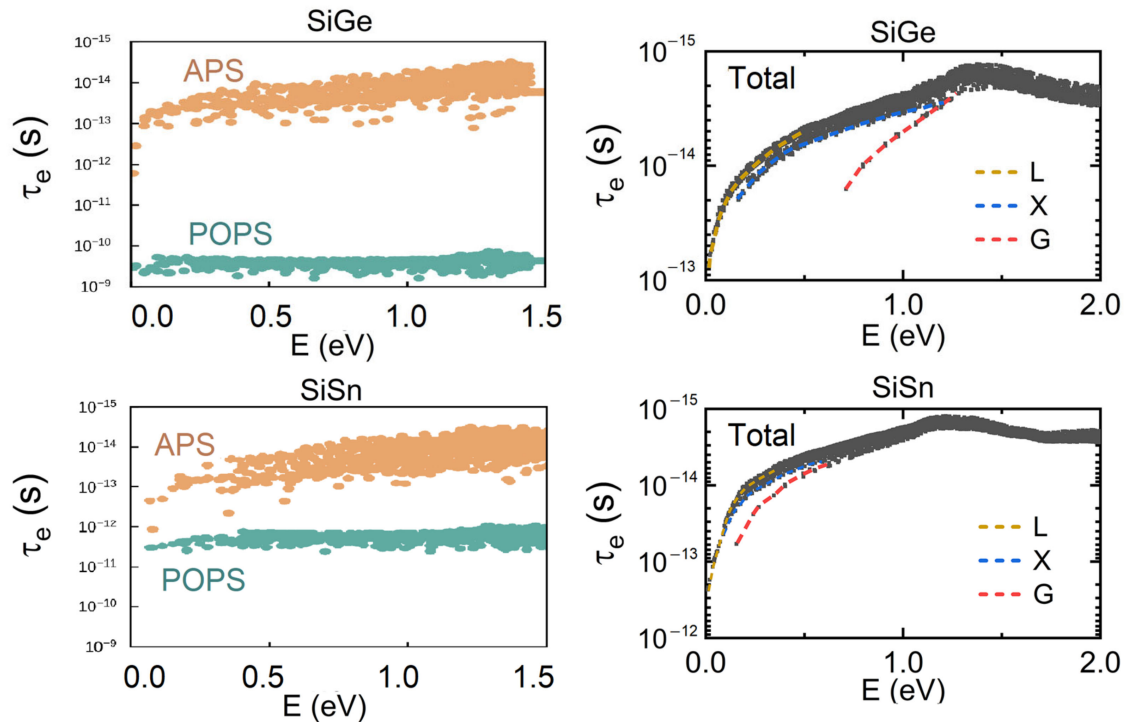 SiGe
10⁻¹⁵
10⁻¹⁴
10⁻¹³
10⁻¹²
10⁻¹¹
10⁻¹⁰
10⁻⁹
τₑ (s)
APS
POPS
0.0 0.5 1.0 1.5
E (eV)
SiGe
10⁻¹⁵
10⁻¹⁴
10⁻¹³
τₑ (s)
Total
L
X
G
0.0 1.0 2.0
E (eV)
SiSn
10⁻¹⁵
10⁻¹⁴
10⁻¹³
10⁻¹²
10⁻¹¹
10⁻¹⁰
10⁻⁹
τₑ (s)
APS
POPS
0.0 0.5 1.0 1.5
E (eV)
SiSn
10⁻¹⁵
10⁻¹⁴
10⁻¹³
10⁻¹²
τₑ (s)
Total
L
X
G
0.0 1.0 2.0
E (eV)